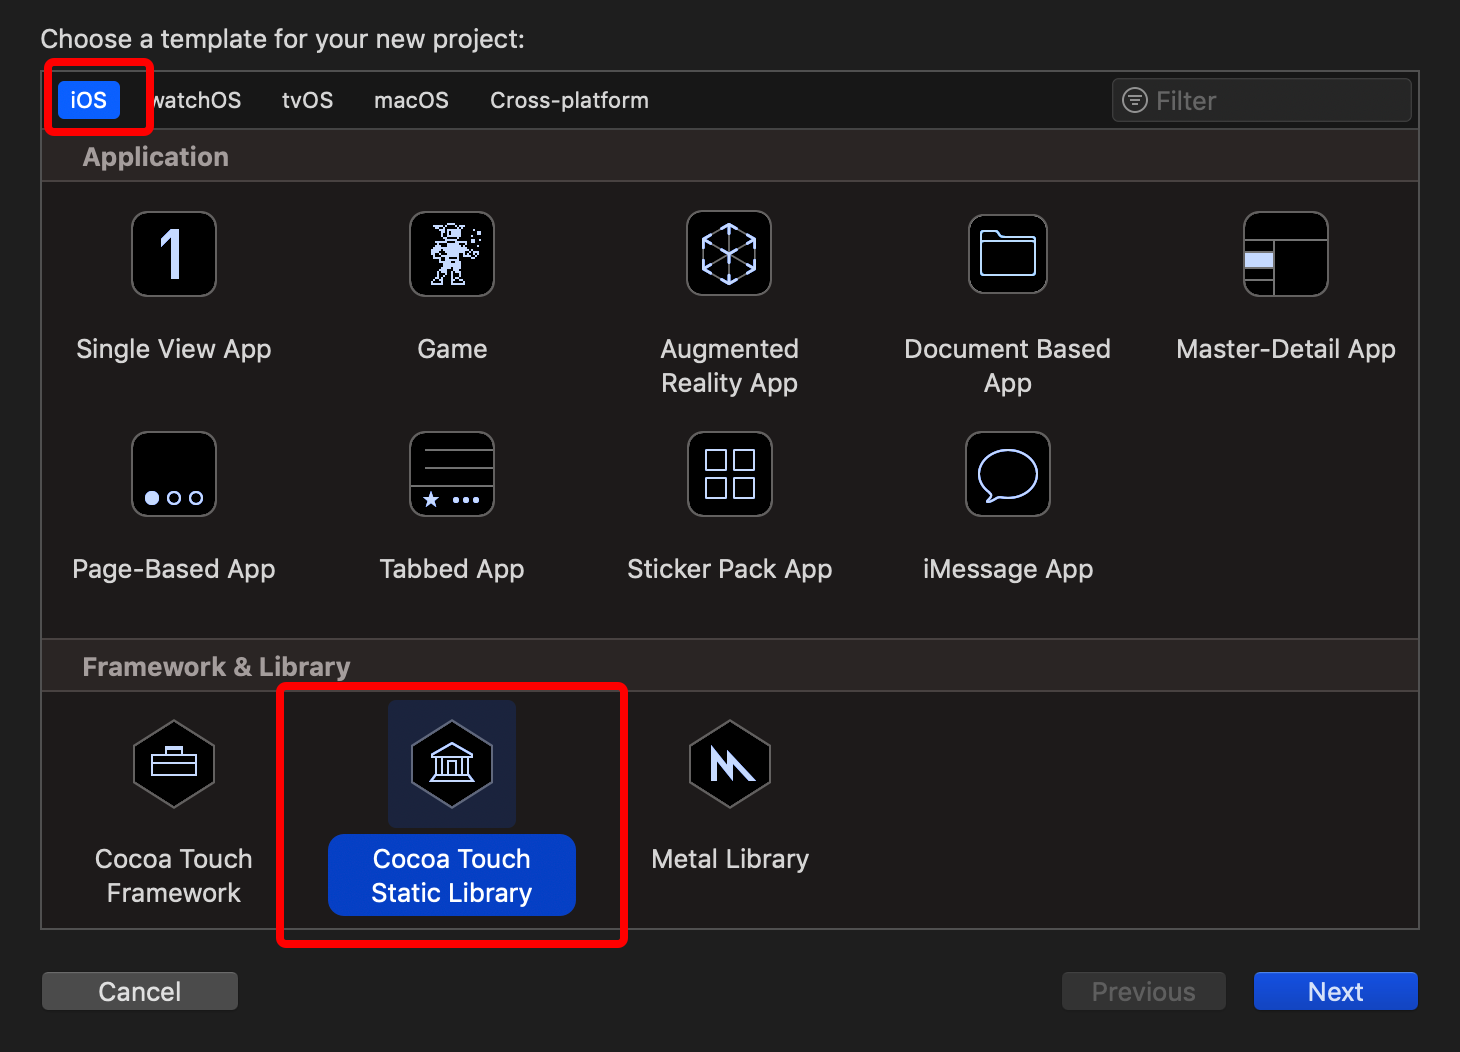 Choose a template for your new project:
iOS watchOS tvOS macOS Cross-platform Filter
Application
1
Single View App Game Augmented Document Based Master-Detail App
Reality App App
Page-Based App Tabbed App Sticker Pack App iMessage App
Framework & Library
Cocoa Touch Cocoa Touch Metal Library
Framework Static Library
Cancel Previous Next